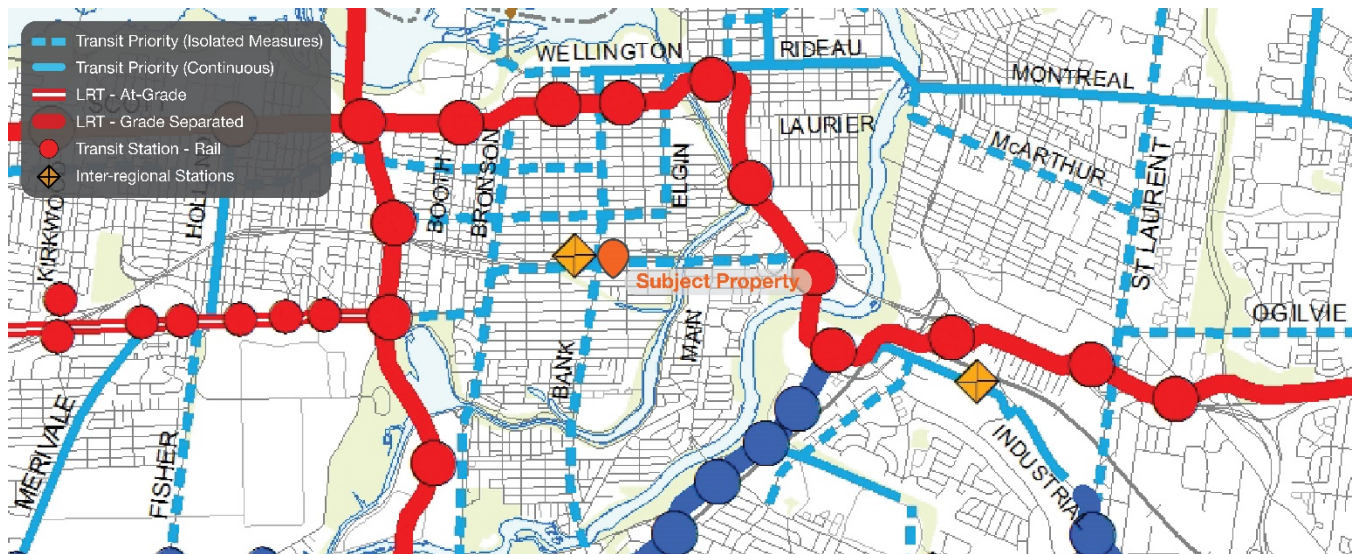 Transit Priority (Isolated Measures)
Transit Priority (Continuous)
LRT - At-Grade
LRT - Grade Separated
Transit Station - Rail
Inter-regional Stations
SCOTT
WELLINGTON
RIDEAU
MONTREAL
LAURIER
McARTHUR
ST LAURENT
ELGIN
BRONSON
BOOTH
KIRKWOOD
Subject Property
OGILVIE
MAIN
BANK
MERIVALE
FISHER
INDUSTRIAL